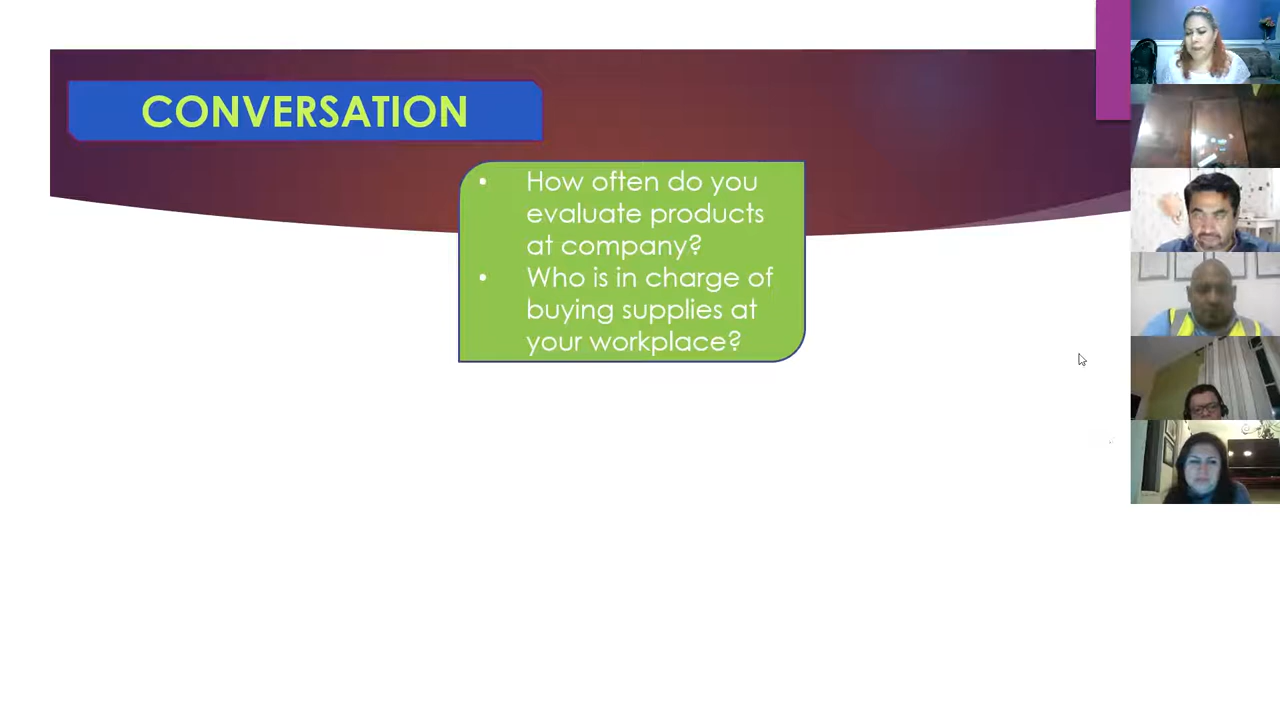 CONVERSATION
• How often do you
evaluate products
at company?
• Who is in charge of
buying supplies at
your workplace?